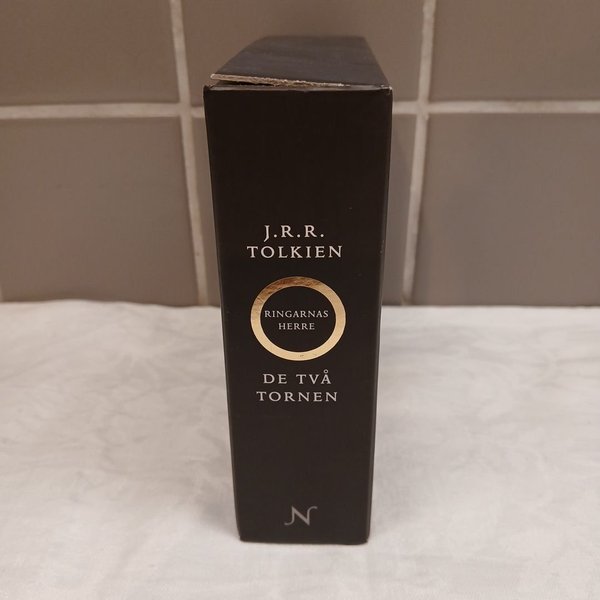 J.R.R.
TOLKIEN
RINGARNAS
HERRE
DE TVÅ
TORNEN
N